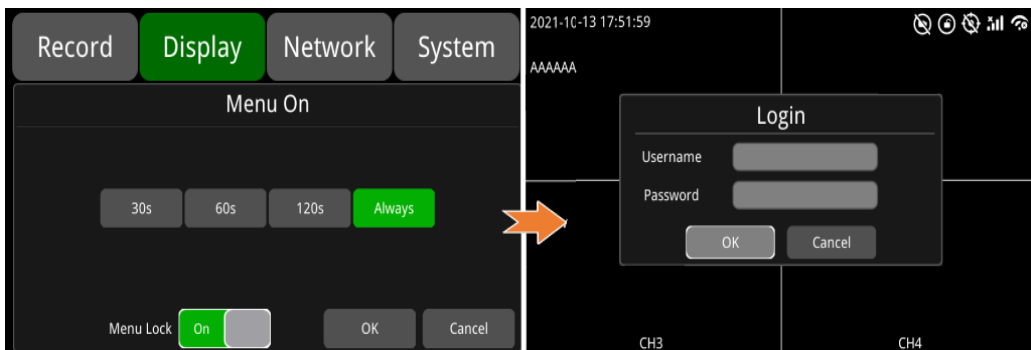 Record Display Network System
Menu On
30s 60s 120s Always
Menu Lock On OK Cancel
2021-10-13 17:51:59
AAAAAA
Login
Username
Password
OK Cancel
CH3 CH4